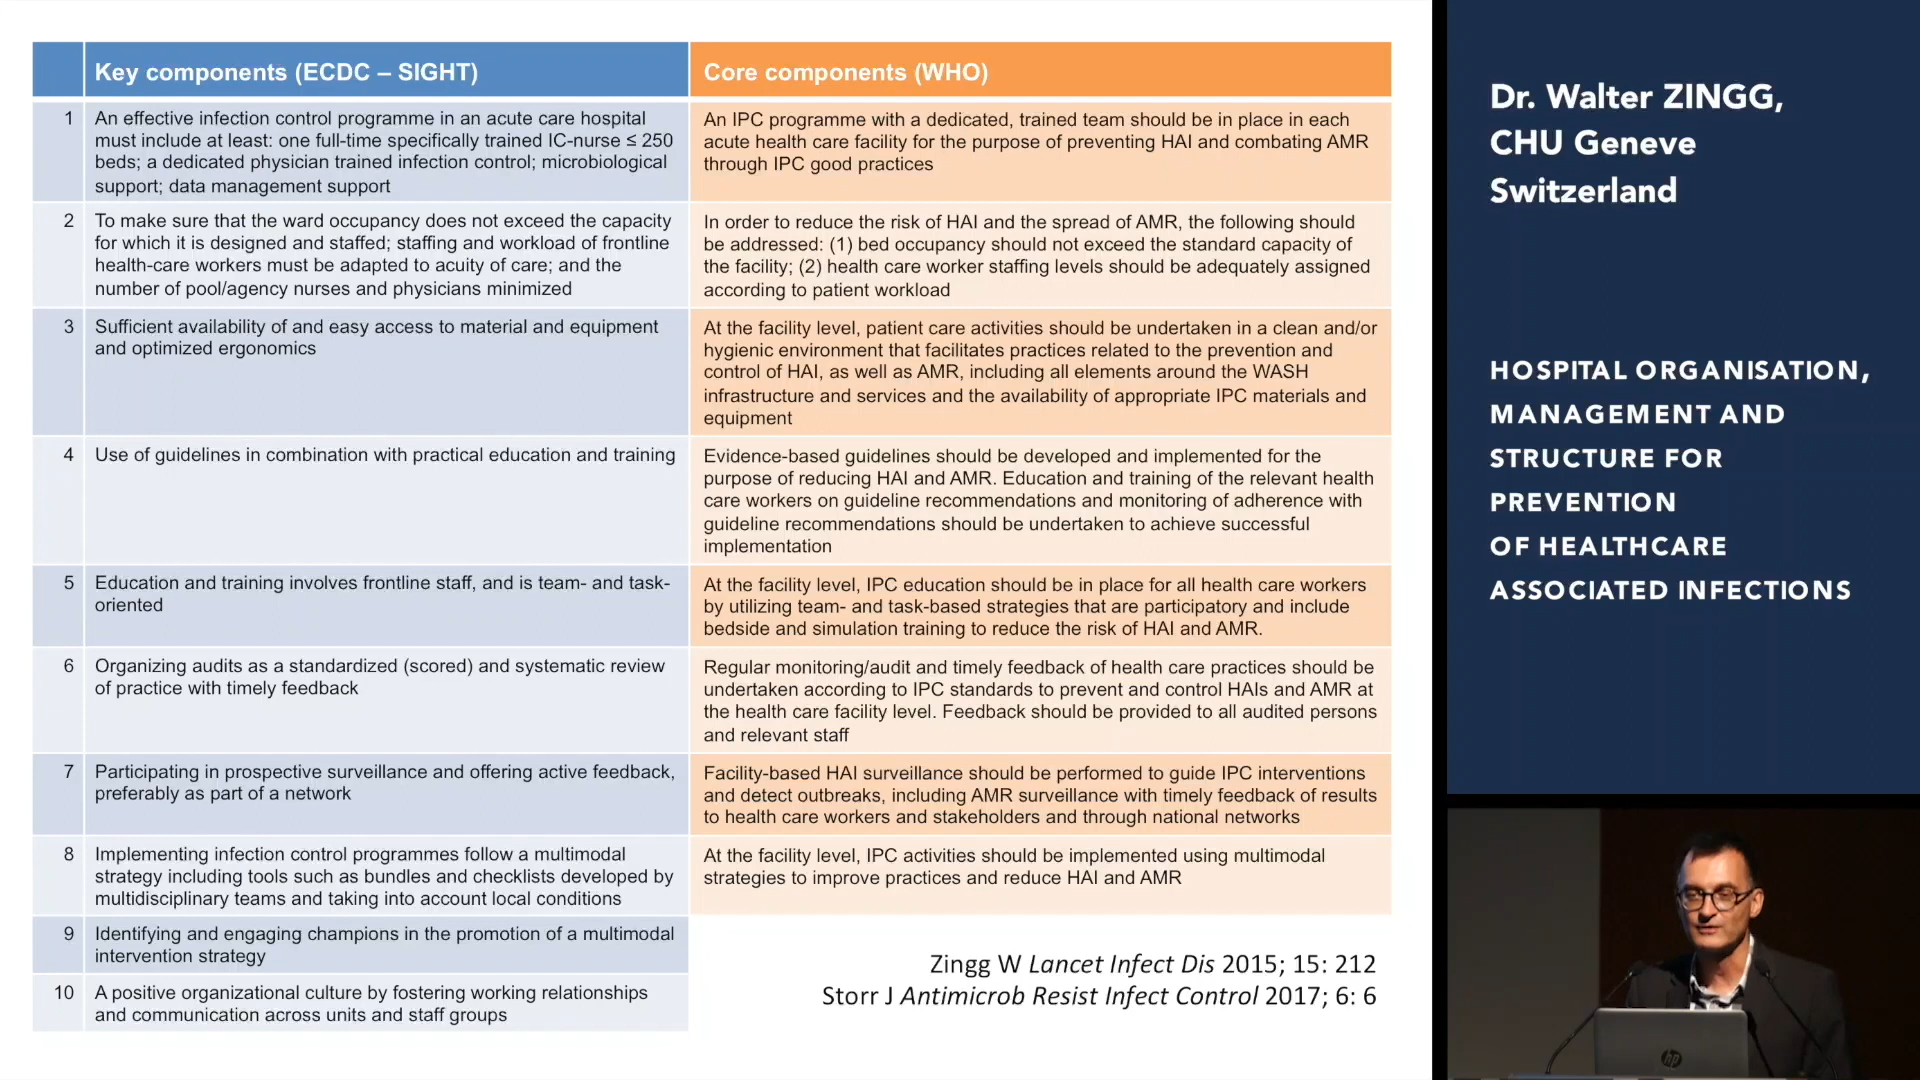 Key components (ECDC – SIGHT)
Core components (WHO)
1
An effective infection control programme in an acute care hospital
must include at least: one full-time specifically trained IC-nurse ≤ 250
beds; a dedicated physician trained infection control; microbiological
support; data management support
An IPC programme with a dedicated, trained team should be in place in each
acute health care facility for the purpose of preventing HAI and combating AMR
through IPC good practices
2
To make sure that the ward occupancy does not exceed the capacity
for which it is designed and staffed; staffing and workload of frontline
health-care workers must be adapted to acuity of care; and the
number of pool/agency nurses and physicians minimized
In order to reduce the risk of HAI and the spread of AMR, the following should
be addressed: (1) bed occupancy should not exceed the standard capacity of
the facility; (2) health care worker staffing levels should be adequately assigned
according to patient workload
3
Sufficient availability of and easy access to material and equipment
and optimized ergonomics
At the facility level, patient care activities should be undertaken in a clean and/or
hygienic environment that facilitates practices related to the prevention and
control of HAI, as well as AMR, including all elements around the WASH
infrastructure and services and the availability of appropriate IPC materials and
equipment
4
Use of guidelines in combination with practical education and training
Evidence-based guidelines should be developed and implemented for the
purpose of reducing HAI and AMR. Education and training of the relevant health
care workers on guideline recommendations and monitoring of adherence with
guideline recommendations should be undertaken to achieve successful
implementation
5
Education and training involves frontline staff, and is team- and task-
oriented
At the facility level, IPC education should be in place for all health care workers
by utilizing team- and task-based strategies that are participatory and include
bedside and simulation training to reduce the risk of HAI and AMR.
6
Organizing audits as a standardized (scored) and systematic review
of practice with timely feedback
Regular monitoring/audit and timely feedback of health care practices should be
undertaken according to IPC standards to prevent and control HAIs and AMR at
the health care facility level. Feedback should be provided to all audited persons
and relevant staff
7
Participating in prospective surveillance and offering active feedback,
preferably as part of a network
Facility-based HAI surveillance should be performed to guide IPC interventions
and detect outbreaks, including AMR surveillance with timely feedback of results
to health care workers and stakeholders and through national networks
8
Implementing infection control programmes follow a multimodal
strategy including tools such as bundles and checklists developed by
multidisciplinary teams and taking into account local conditions
At the facility level, IPC activities should be implemented using multimodal
strategies to improve practices and reduce HAI and AMR
9
Identifying and engaging champions in the promotion of a multimodal
intervention strategy
10
A positive organizational culture by fostering working relationships
and communication across units and staff groups
Zingg W Lancet Infect Dis 2015; 15: 212
Storr J Antimicrob Resist Infect Control 2017; 6: 6
Dr. Walter ZINGG,
CHU Geneve
Switzerland
HOSPITAL ORGANISATION,
MANAGEMENT AND
STRUCTURE FOR
PREVENTION
OF HEALTHCARE
ASSOCIATED INFECTIONS
hp